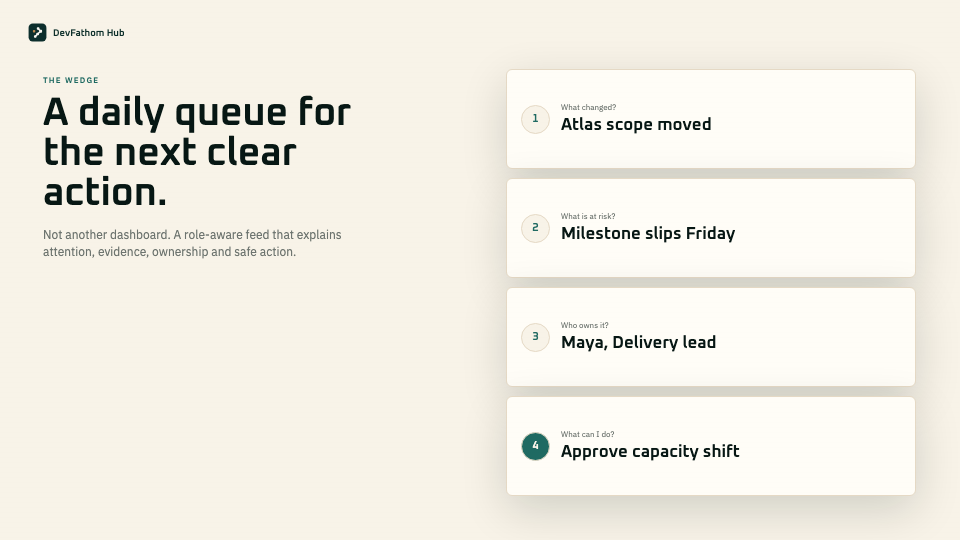 DevFathom Hub
THE WEDGE
A daily queue for
the next clear
action.
Not another dashboard. A role-aware feed that explains
attention, evidence, ownership and safe action.
1
What changed?
Atlas scope moved
2
What is at risk?
Milestone slips Friday
3
Who owns it?
Maya, Delivery lead
4
What can I do?
Approve capacity shift